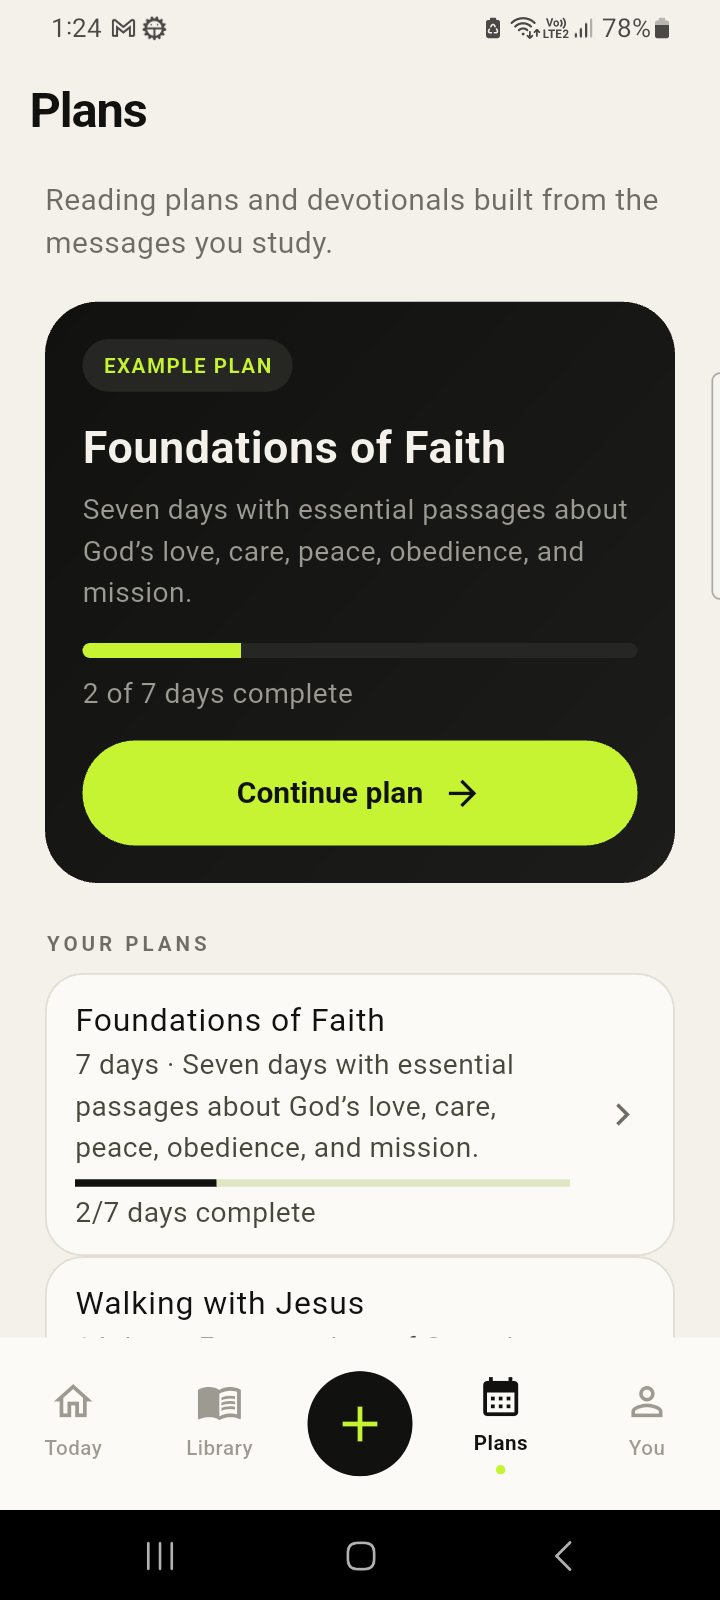 1:24
Vo)) LTE2 78%
Plans
Reading plans and devotionals built from the
messages you study.
EXAMPLE PLAN
Foundations of Faith
Seven days with essential passages about
God’s love, care, peace, obedience, and
mission.
2 of 7 days complete
Continue plan
YOUR PLANS
Foundations of Faith
7 days · Seven days with essential
passages about God’s love, care,
peace, obedience, and mission.
2/7 days complete
Walking with Jesus
Today
Library
Plans
You